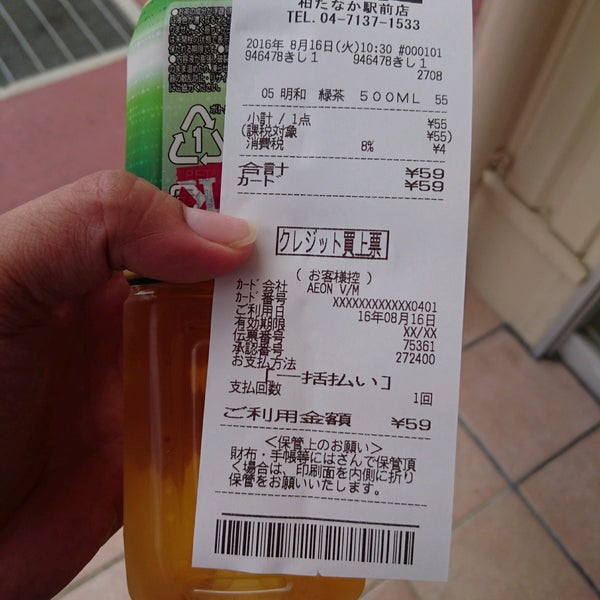 柏たなか駅前店
TEL.04-7137-1533
2016年 8月16日(火)10:30 #000101
946478きし1 946478きし1
2708
05 明和 緑茶 500ML 55
小計 / 1点 ¥55
(課税対象 ¥55)
消費税 8% ¥4
合計 ¥59
カード ¥59
クレジット買上票
( お客様控 )
カード会社 AEON V/M
カード番号 XXXXXXXXXXXX0401
ご利用日 16年08月16日
有効期限 XX/XX
伝票番号 75361
承認番号 272400
お支払方法
[一括払い]
支払回数 1回
ご利用金額 ¥59
<保管上のお願い>
財布・手帳等にはさんで保管頂
く場合は、印刷面を内側に折り
保管をお願いいたします。